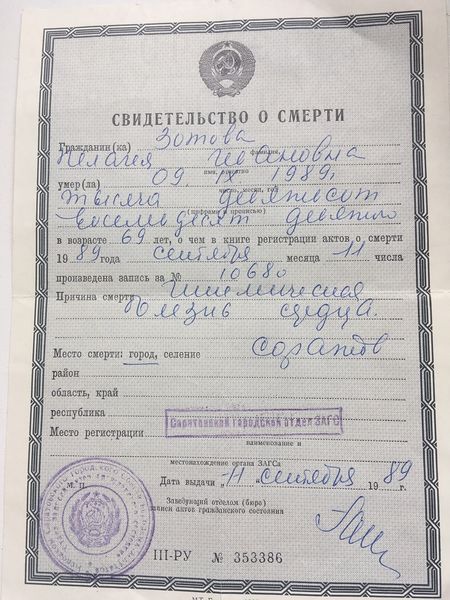 СВИДЕТЕЛЬСТВО О СМЕРТИ
Гражданин(ка) Зотова
фамилия,
Пелагея Ивановна
имя, отчество
умер(ла) 09. IX 1989г
число, месяц, год
тысяча девятьсот
(цифрами и прописью)
восемьдесят девятого
в возрасте 69 лет, о чем в книге регистрации актов о смерти
1989 года сентября месяца 11 числа
произведена запись за № 10680
Причина смерти Ишемическая
болезнь сердца.
Место смерти: город, селение Саратов
район
область, край
республика
Место регистрации Саратовский городской отдел ЗАГС
наименование и
местонахождение органа ЗАГСа
М. П. Дата выдачи „11 сентября 1989 г.
Заведующий отделом (бюро)
записи актов гражданского состояния
III-РУ № 353386